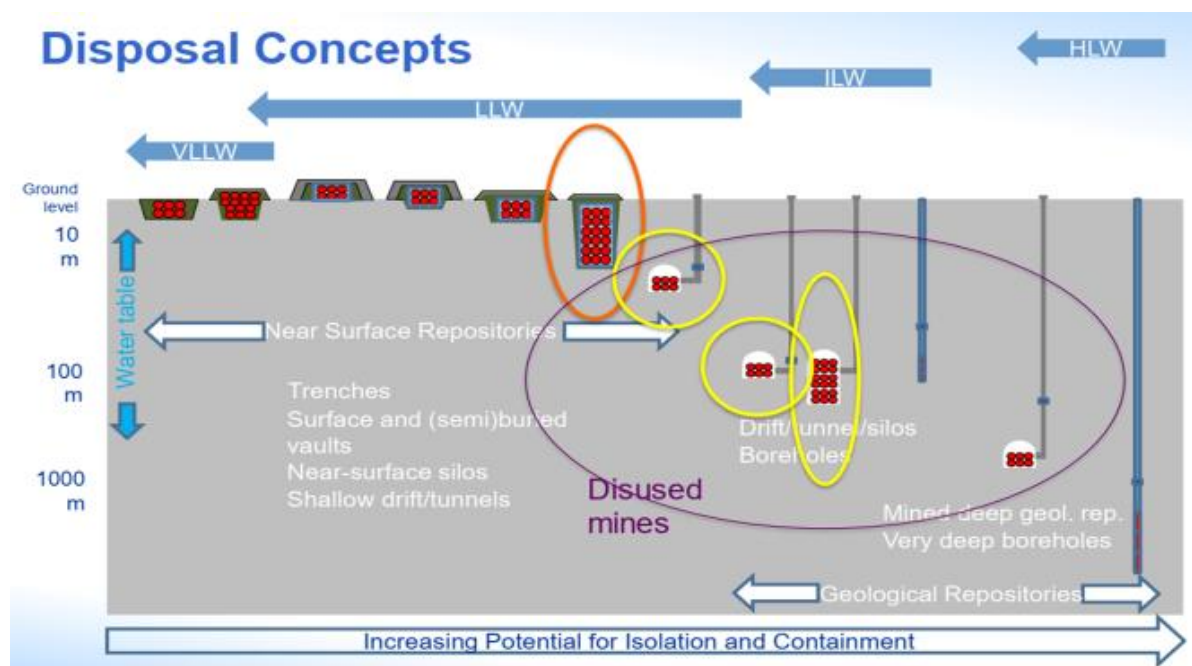 Disposal Concepts
HLW
ILW
LLW
VLLW
Ground
level
10
m
Water table
100
m
1000
m
Near Surface Repositories
Trenches
Surface and (semi)buried
vaults
Near-surface silos
Shallow drift/tunnels
Drift/tunnel/silos
Boreholes
Disused
mines
Mined deep geol. rep.
Very deep boreholes
Geological Repositories
Increasing Potential for Isolation and Containment